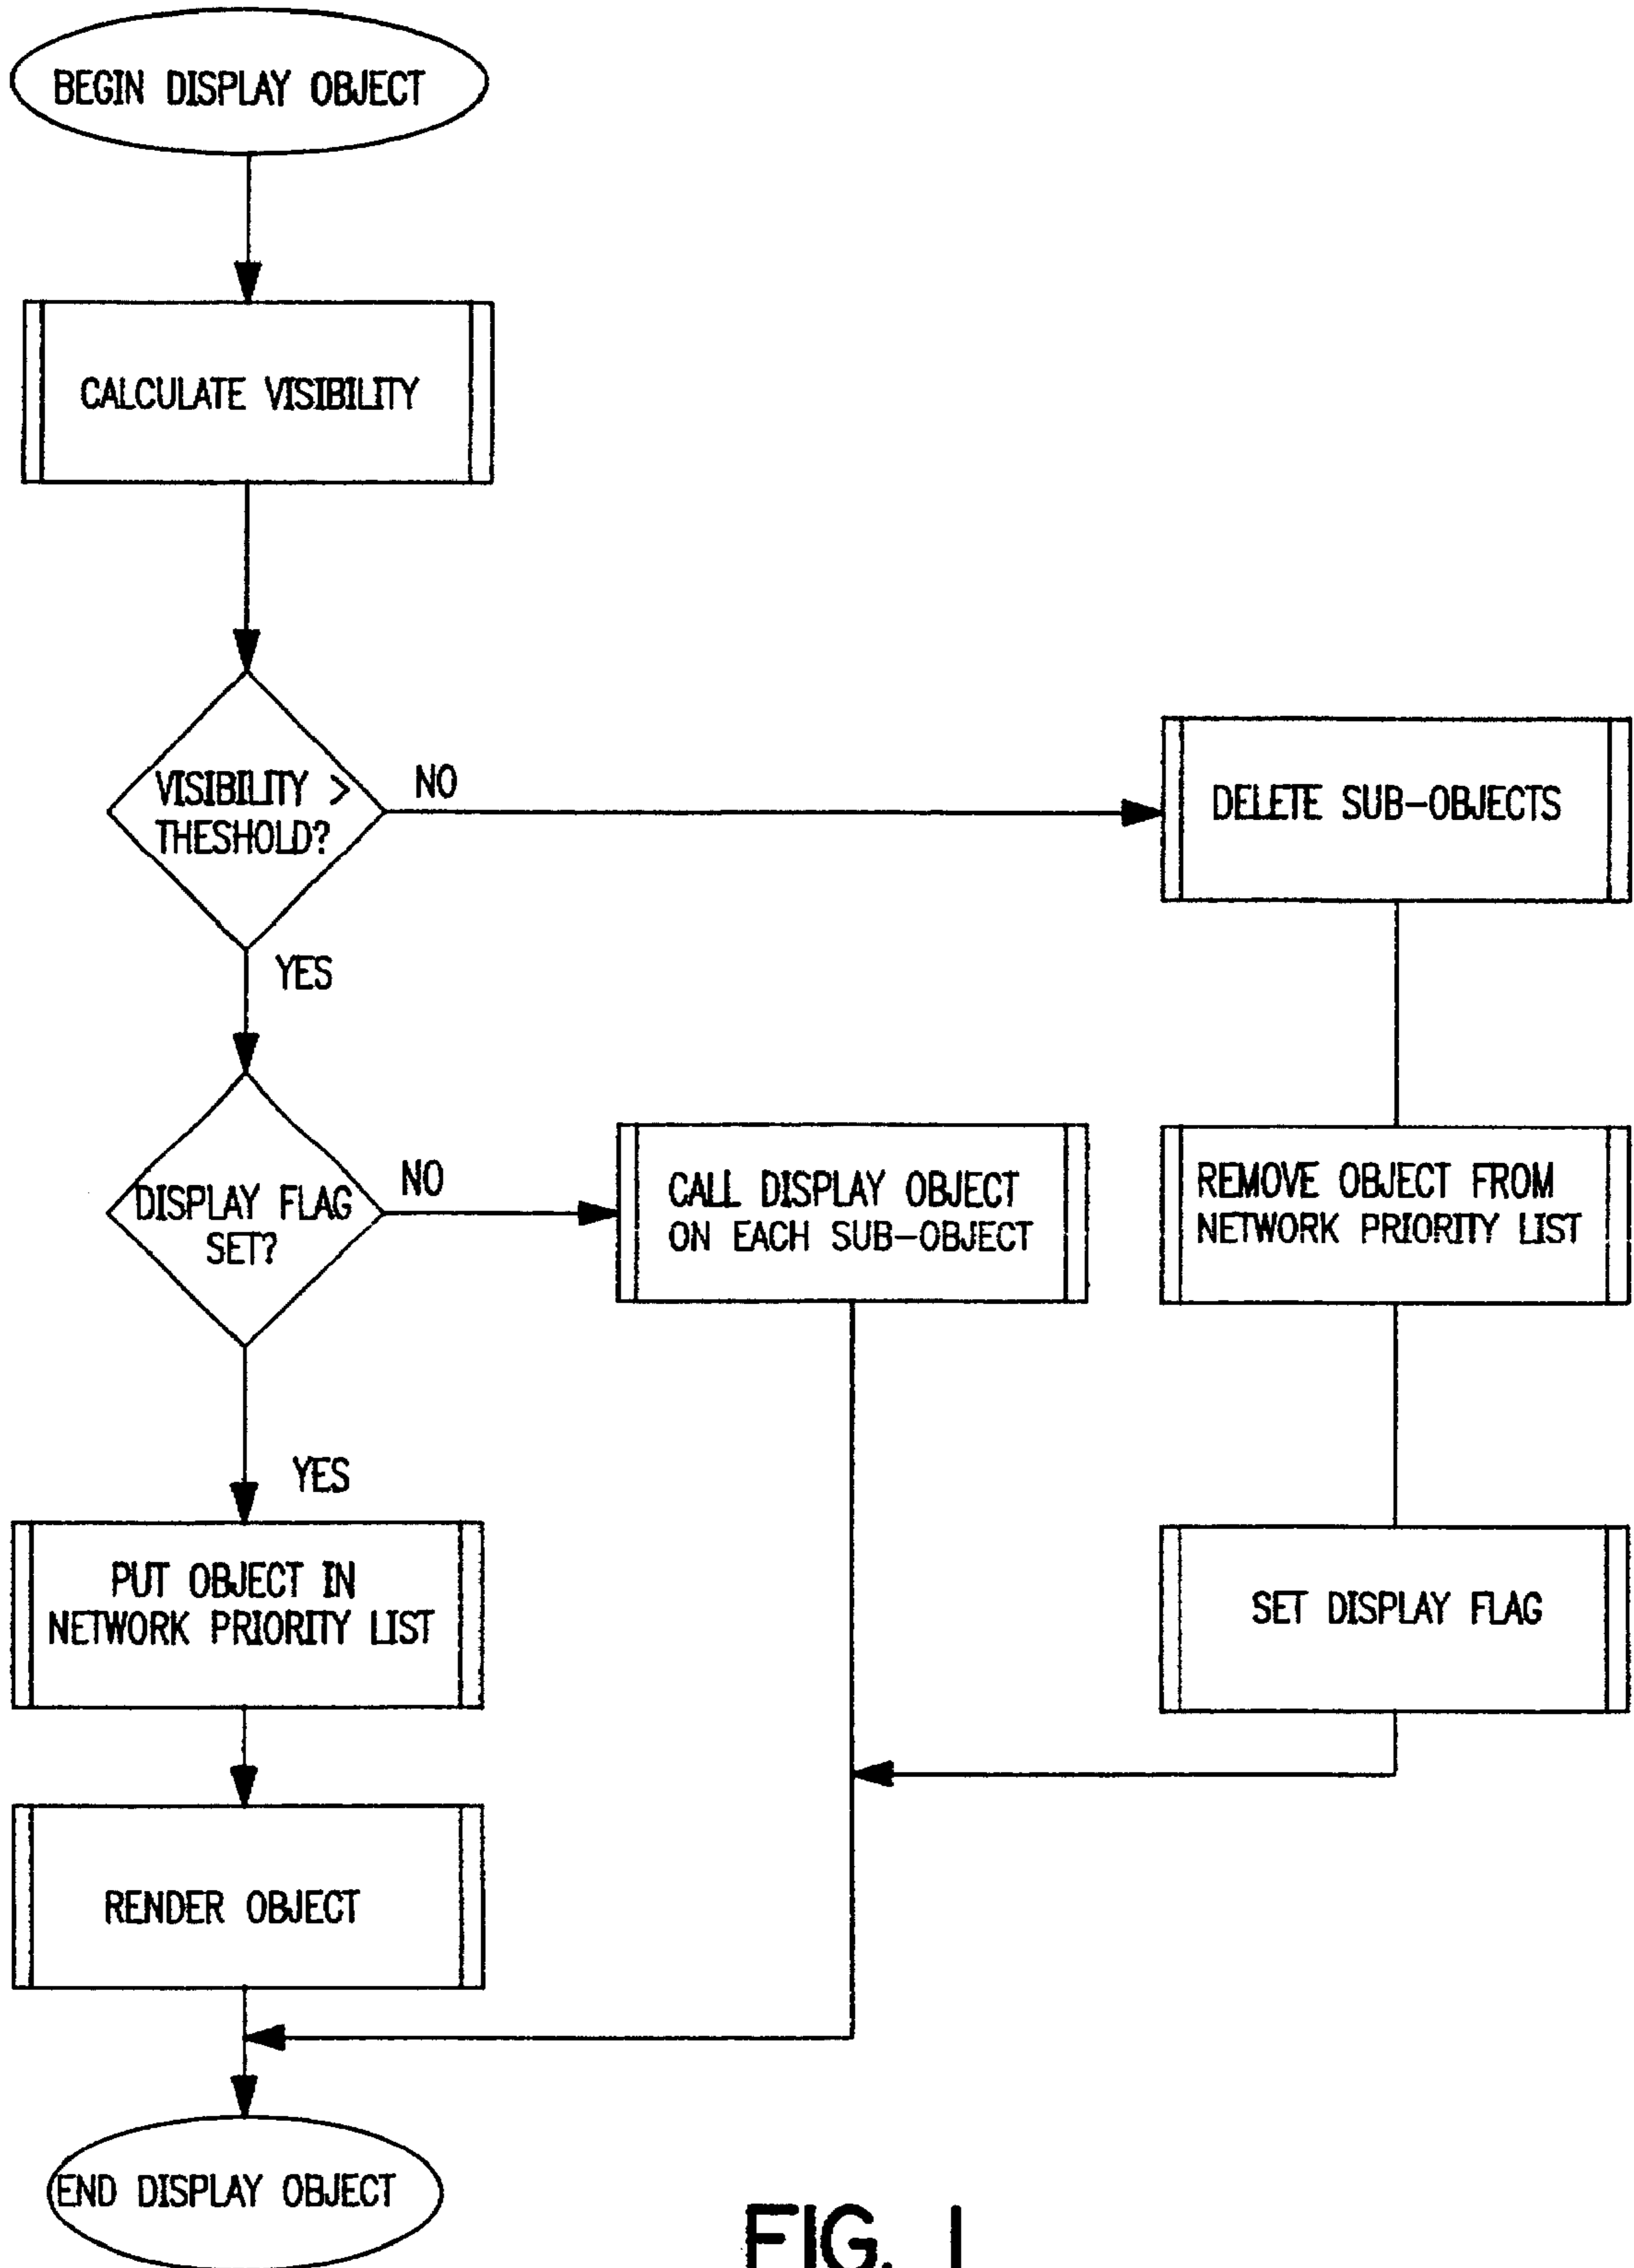 BEGIN DISPLAY OBJECT
CALCULATE VISIBILITY
VISIBILITY >
THESHOLD?
NO
DELETE SUB-OBJECTS
YES
DISPLAY FLAG
SET?
NO
CALL DISPLAY OBJECT
ON EACH SUB-OBJECT
REMOVE OBJECT FROM
NETWORK PRIORITY LIST
YES
PUT OBJECT IN
NETWORK PRIORITY LIST
SET DISPLAY FLAG
RENDER OBJECT
END DISPLAY OBJECT
FIG. 1